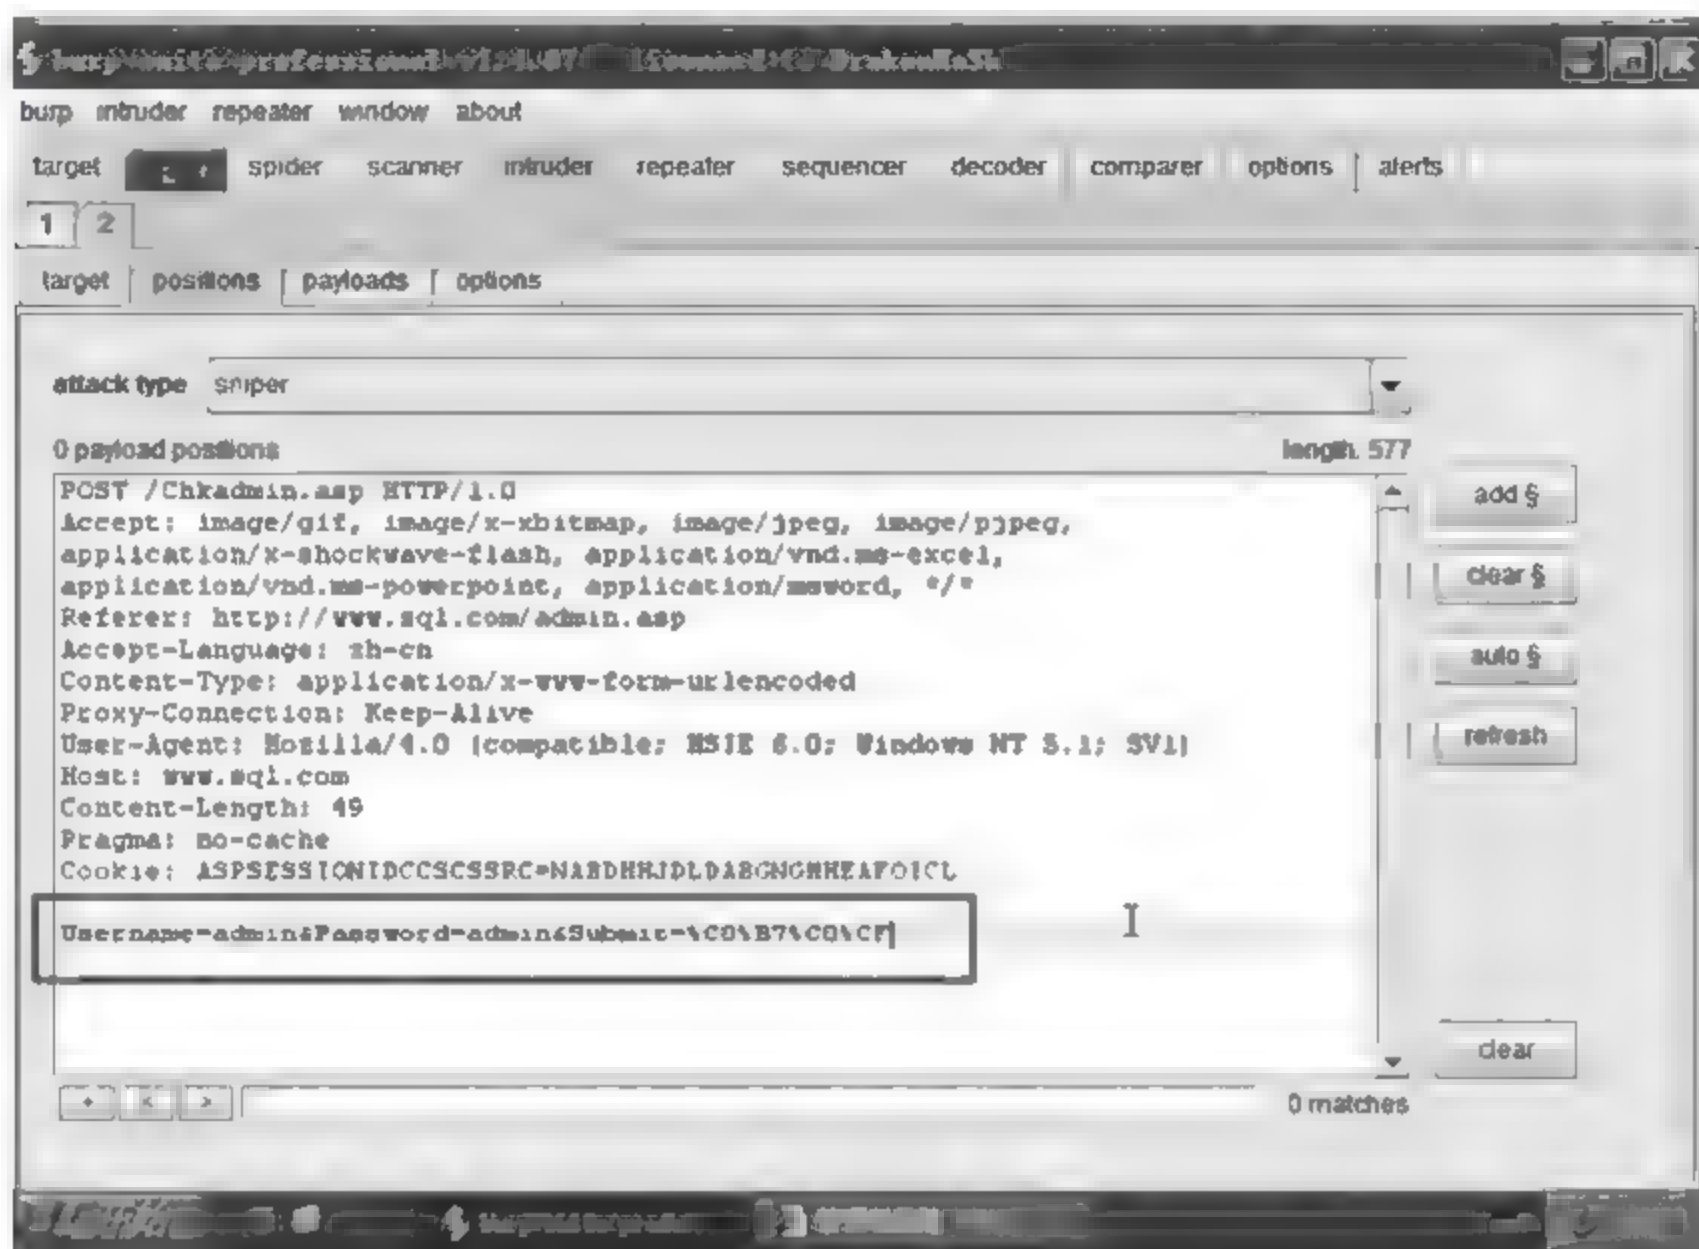 burp intruder repeater window about
target spider scanner intruder repeater sequencer decoder comparer options alerts
1 2
target positions payloads options
attack type sniper
0 payload positions length: 577
POST /Chkadmin.asp HTTP/1.0
Accept: image/gif, image/x-xbitmap, image/jpeg, image/pjpeg,
application/x-shockwave-flash, application/vnd.ms-excel,
application/vnd.ms-powerpoint, application/msword, */*
Referer: http://www.sql.com/admin.asp
Accept-Language: zh-cn
Content-Type: application/x-www-form-urlencoded
Proxy-Connection: Keep-Alive
User-Agent: Mozilla/4.0 (compatible; MSIE 6.0; Windows NT 5.1; SV1)
Host: www.sql.com
Content-Length: 49
Pragma: no-cache
Cookie:
Username=admin&Password=admin&Submit=%C0%B7%C0%CF
add §
clear §
auto §
refresh
clear
+ < >
0 matches